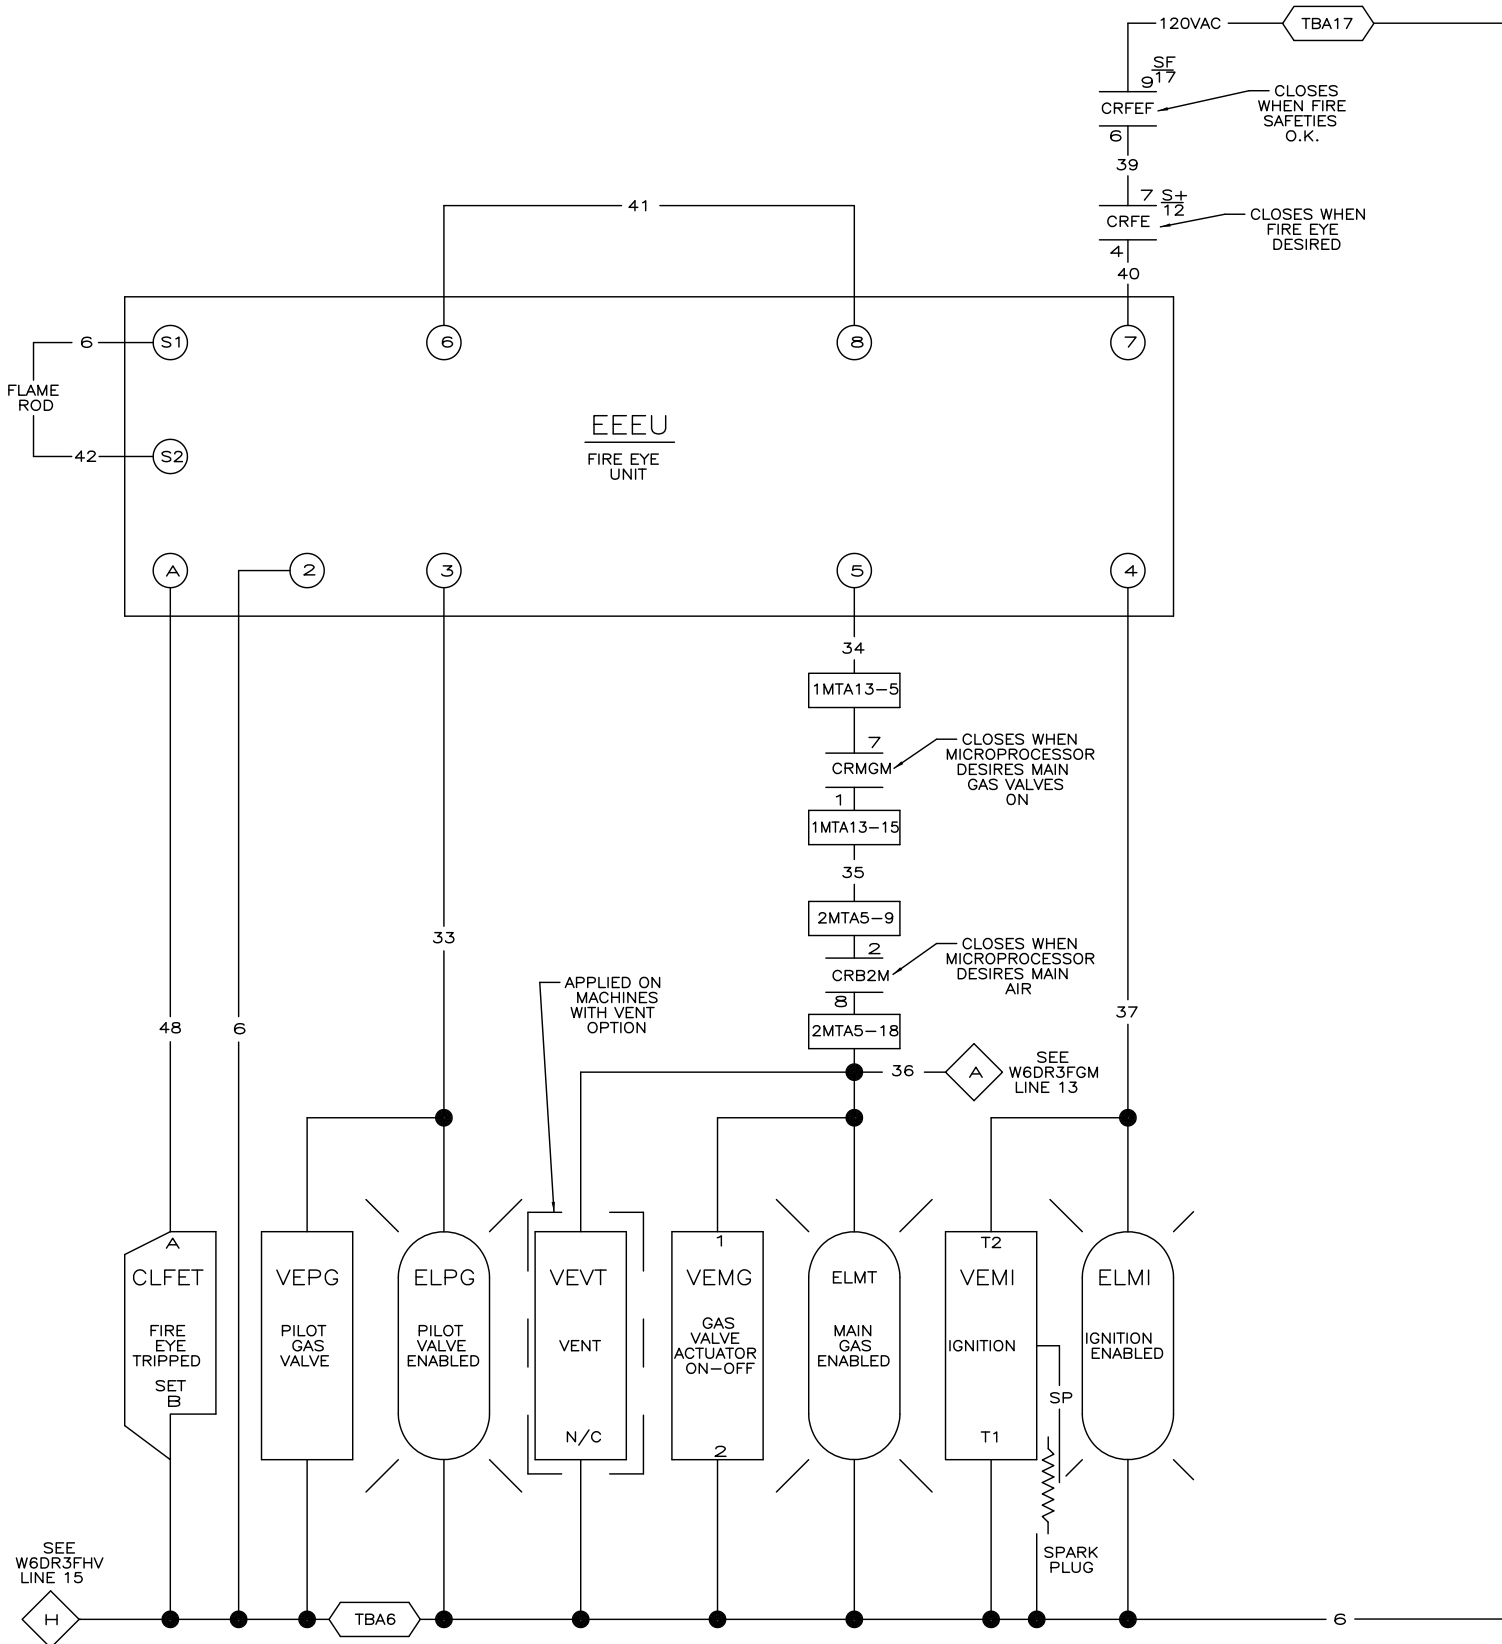 120VAC
TBA17
SF
17
9
CRFEF
6
CLOSES
WHEN FIRE
SAFETIES
O.K.
39
7
S+
12
CRFE
4
CLOSES WHEN
FIRE EYE
DESIRED
40
41
6
S1
6
8
7
FLAME
ROD
42
S2
EEEU
FIRE EYE
UNIT
A
2
3
5
4
34
1MTA13-5
7
CRMGM
1
CLOSES WHEN
MICROPROCESSOR
DESIRES MAIN
GAS VALVES
ON
1MTA13-15
35
2MTA5-9
2
CRB2M
8
CLOSES WHEN
MICROPROCESSOR
DESIRES MAIN
AIR
2MTA5-18
33
37
48
6
APPLIED ON
MACHINES
WITH VENT
OPTION
36
A
SEE
W6DR3FGM
LINE 13
A
CLFET
FIRE
EYE
TRIPPED
SET
B
VEPG
PILOT
GAS
VALVE
ELPG
PILOT
VALVE
ENABLED
VEVT
VENT
N/C
1
VEMG
GAS
VALVE
ACTUATOR
ON-OFF
2
ELMT
MAIN
GAS
ENABLED
T2
VEMI
IGNITION
T1
SP
ELMI
IGNITION
ENABLED
SPARK
PLUG
SEE
W6DR3FHV
LINE 15
H
TBA6
6